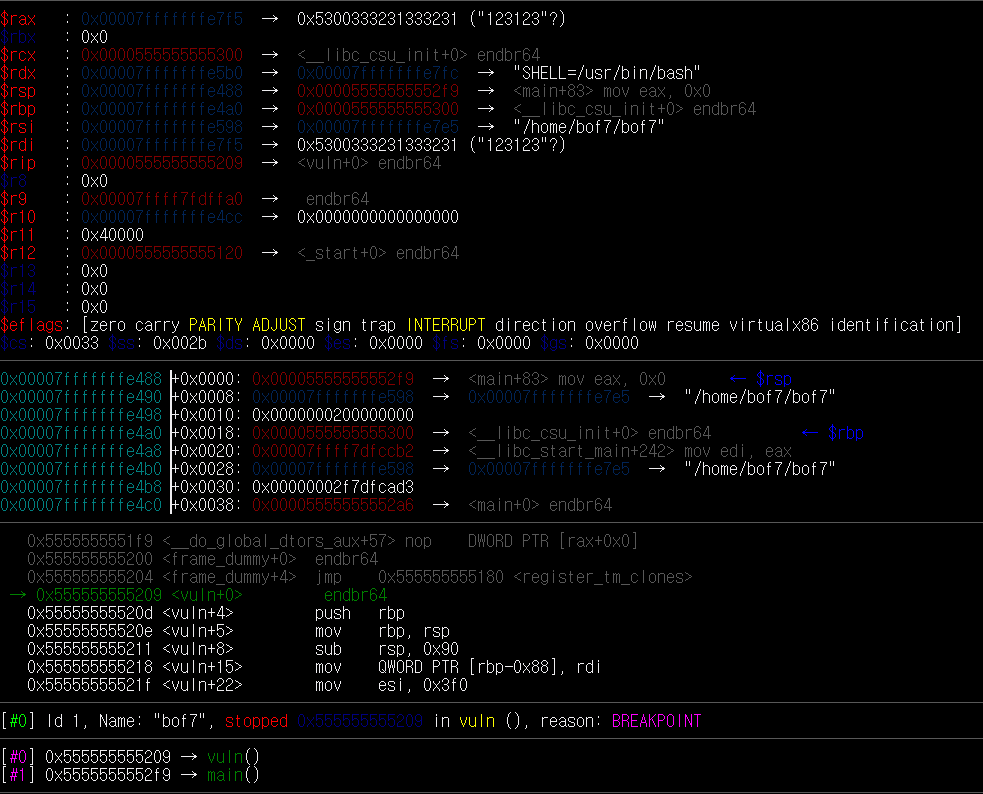 $rax   : 0x00007fffffffe7f5  →  0x5300333231333231 ("123123"?)
$rbx   : 0x0
$rcx   : 0x0000555555555300  →  <__libc_csu_init+0> endbr64
$rdx   : 0x00007fffffffe5b0  →  0x00007fffffffe7fc  →  "SHELL=/usr/bin/bash"
$rsp   : 0x00007fffffffe488  →  0x00005555555552f9  →  <main+83> mov eax, 0x0
$rbp   : 0x00007fffffffe4a0  →  0x0000555555555300  →  <__libc_csu_init+0> endbr64
$rsi   : 0x00007fffffffe598  →  0x00007fffffffe7e5  →  "/home/bof7/bof7"
$rdi   : 0x00007fffffffe7f5  →  0x5300333231333231 ("123123"?)
$rip   : 0x0000555555555209  →  <vuln+0> endbr64
$r8    : 0x0
$r9    : 0x00007ffff7fdffa0  →   endbr64
$r10   : 0x00007fffffffe4cc  →  0x0000000000000000
$r11   : 0x40000
$r12   : 0x0000555555555120  →  <_start+0> endbr64
$r13   : 0x0
$r14   : 0x0
$r15   : 0x0
$eflags: [zero carry PARITY ADJUST sign trap INTERRUPT direction overflow resume virtualx86 identification]
$cs: 0x0033 $ss: 0x002b $ds: 0x0000 $es: 0x0000 $fs: 0x0000 $gs: 0x0000
0x00007fffffffe488│+0x0000: 0x00005555555552f9  →  <main+83> mov eax, 0x0       ← $rsp
0x00007fffffffe490│+0x0008: 0x00007fffffffe598  →  0x00007fffffffe7e5  →  "/home/bof7/bof7"
0x00007fffffffe498│+0x0010: 0x0000000200000000
0x00007fffffffe4a0│+0x0018: 0x0000555555555300  →  <__libc_csu_init+0> endbr64          ← $rbp
0x00007fffffffe4a8│+0x0020: 0x00007ffff7dfccb2  →  <__libc_start_main+242> mov edi, eax
0x00007fffffffe4b0│+0x0028: 0x00007fffffffe598  →  0x00007fffffffe7e5  →  "/home/bof7/bof7"
0x00007fffffffe4b8│+0x0030: 0x00000002f7dfcad3
0x00007fffffffe4c0│+0x0038: 0x00005555555552a6  →  <main+0> endbr64
0x5555555551f9 <__do_global_dtors_aux+57> nop    DWORD PTR [rax+0x0]
0x555555555200 <frame_dummy+0>  endbr64
0x555555555204 <frame_dummy+4>  jmp    0x555555555180 <register_tm_clones>
→ 0x555555555209 <vuln+0>         endbr64
0x55555555520d <vuln+4>         push   rbp
0x55555555520e <vuln+5>         mov    rbp, rsp
0x555555555211 <vuln+8>         sub    rsp, 0x90
0x555555555218 <vuln+15>        mov    QWORD PTR [rbp-0x88], rdi
0x55555555521f <vuln+22>        mov    esi, 0x3f0
[#0] Id 1, Name: "bof7", stopped 0x555555555209 in vuln (), reason: BREAKPOINT
[#0] 0x555555555209 → vuln()
[#1] 0x5555555552f9 → main()